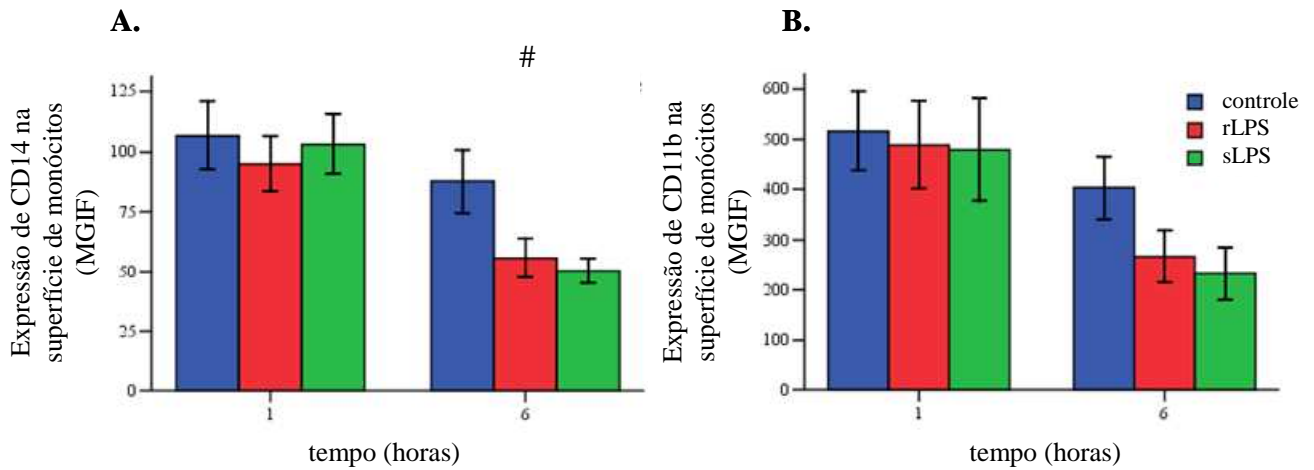 A.
#
Expressão de CD14 na
superfície de monócitos
(MGIF)
125
100
75
50
25
0
1
6
tempo (horas)
B.
Expressão de CD11b na
superfície de monócitos
(MGIF)
600
500
400
300
200
100
0
1
6
tempo (horas)
controle
rLPS
sLPS